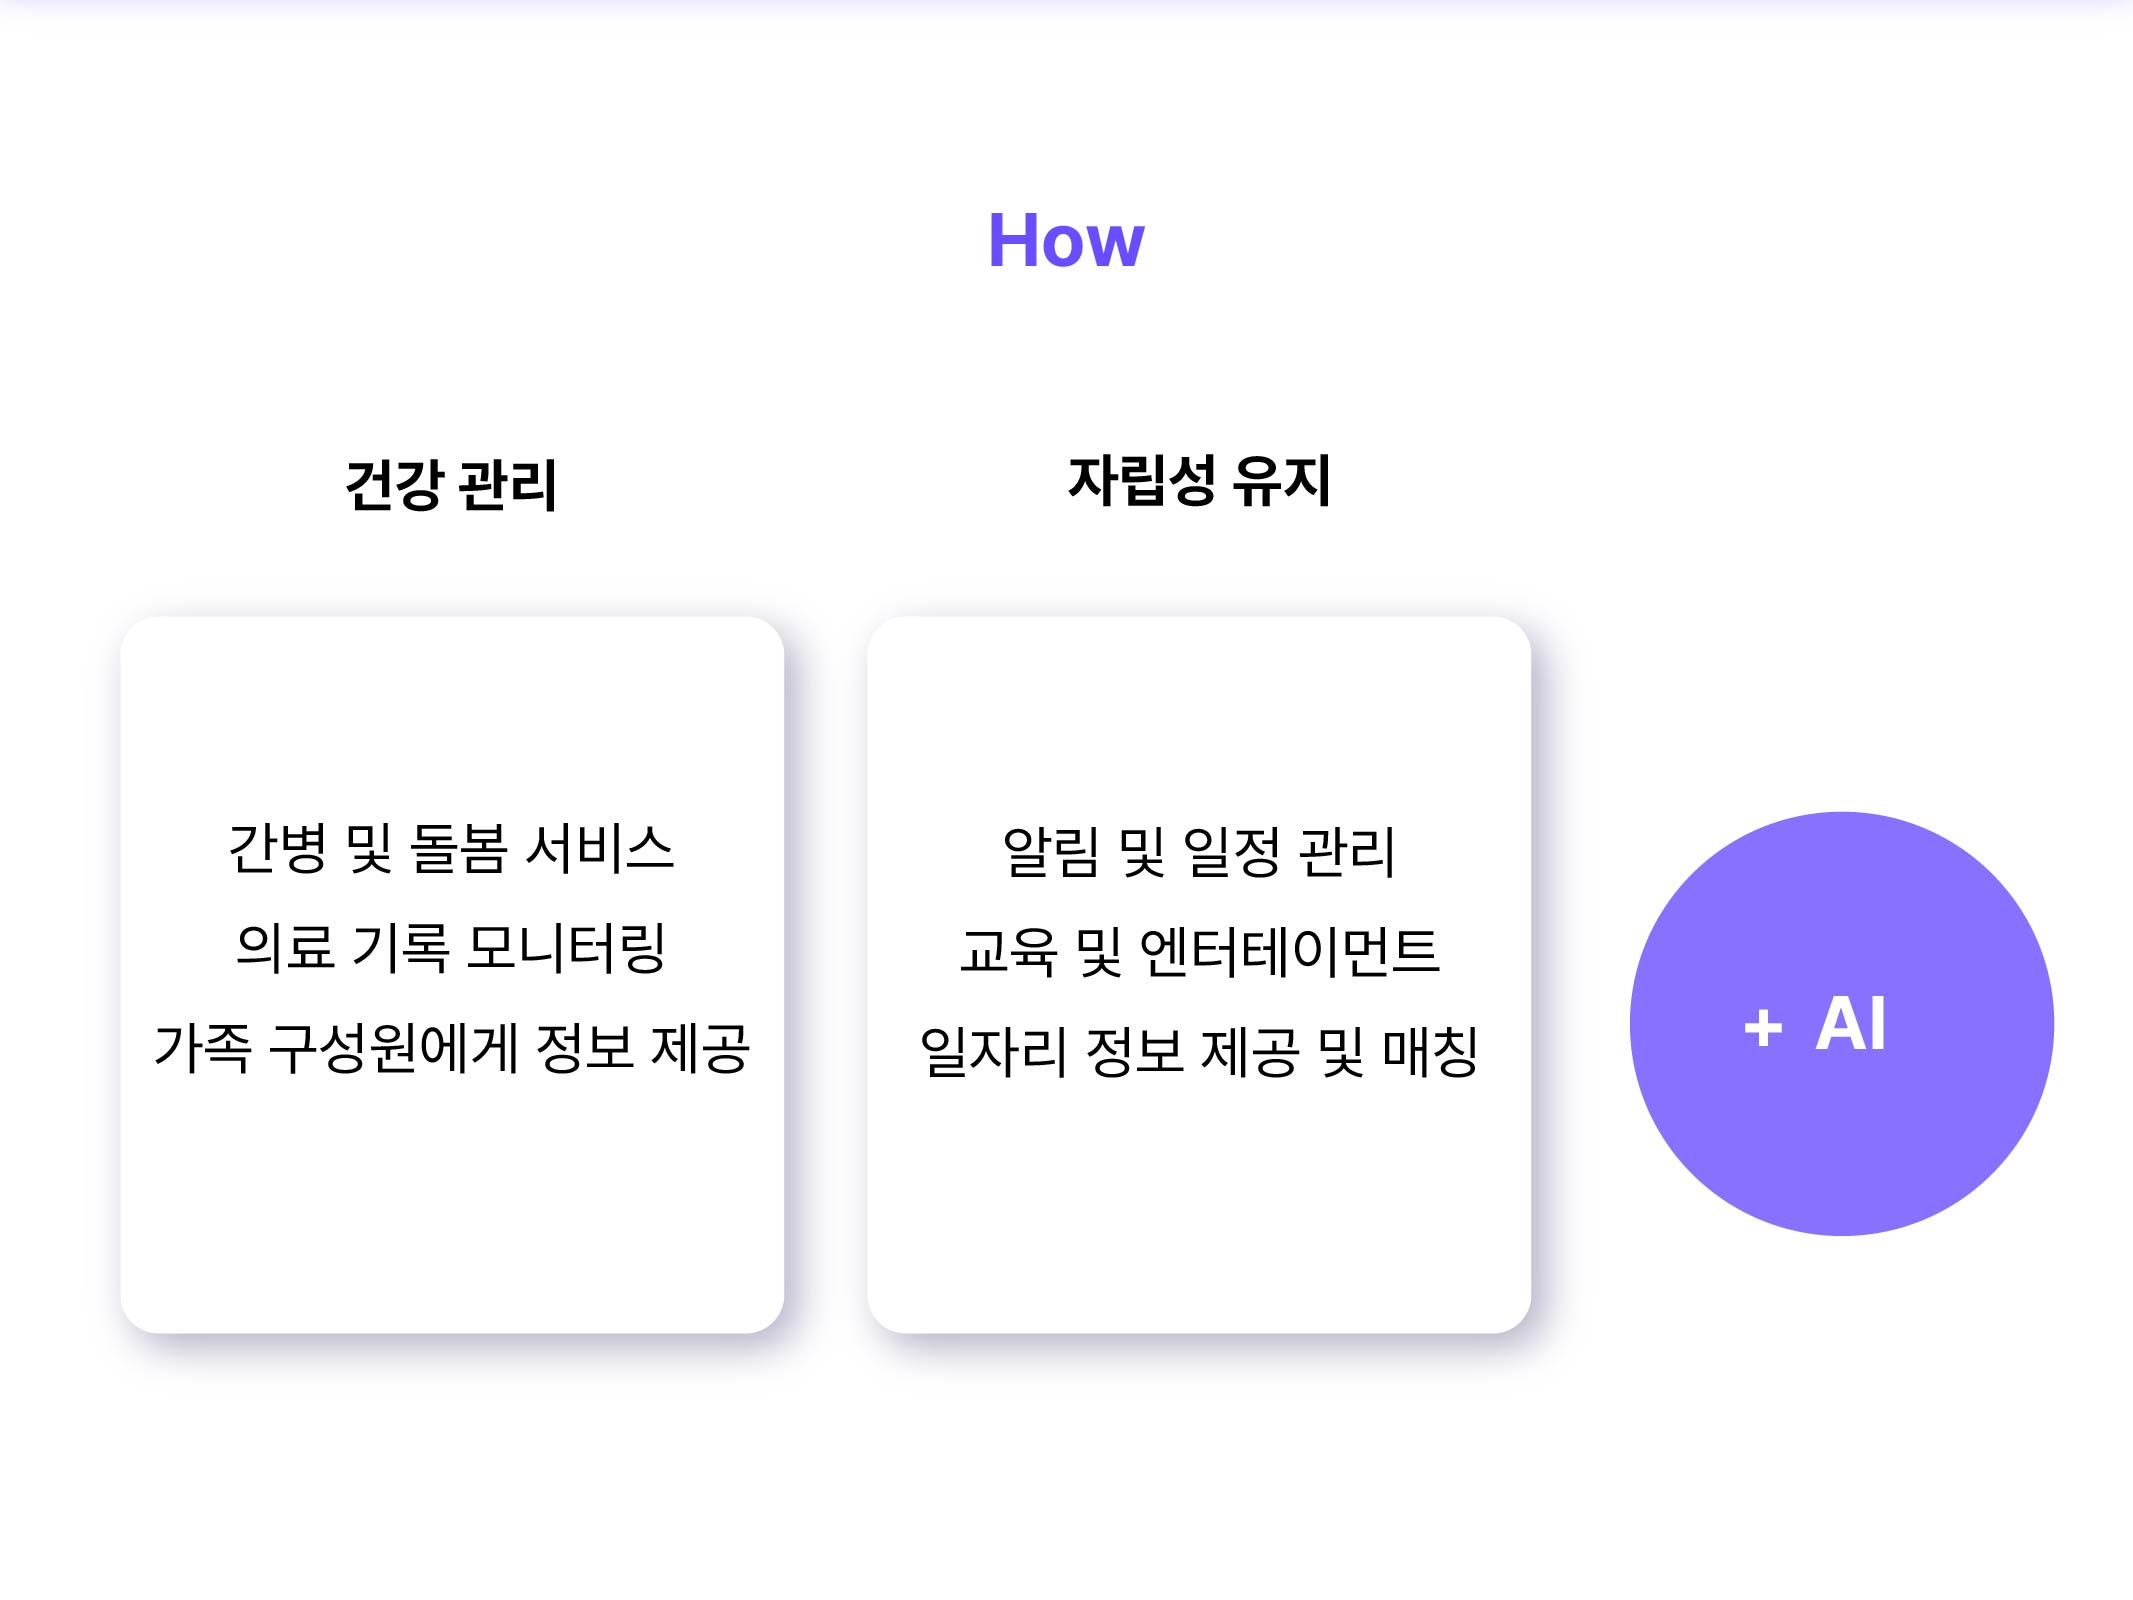 How
건강 관리
간병 및 돌봄 서비스
의료 기록 모니터링
가족 구성원에게 정보 제공
자립성 유지
알림 및 일정 관리
교육 및 엔터테이먼트
일자리 정보 제공 및 매칭
+ AI